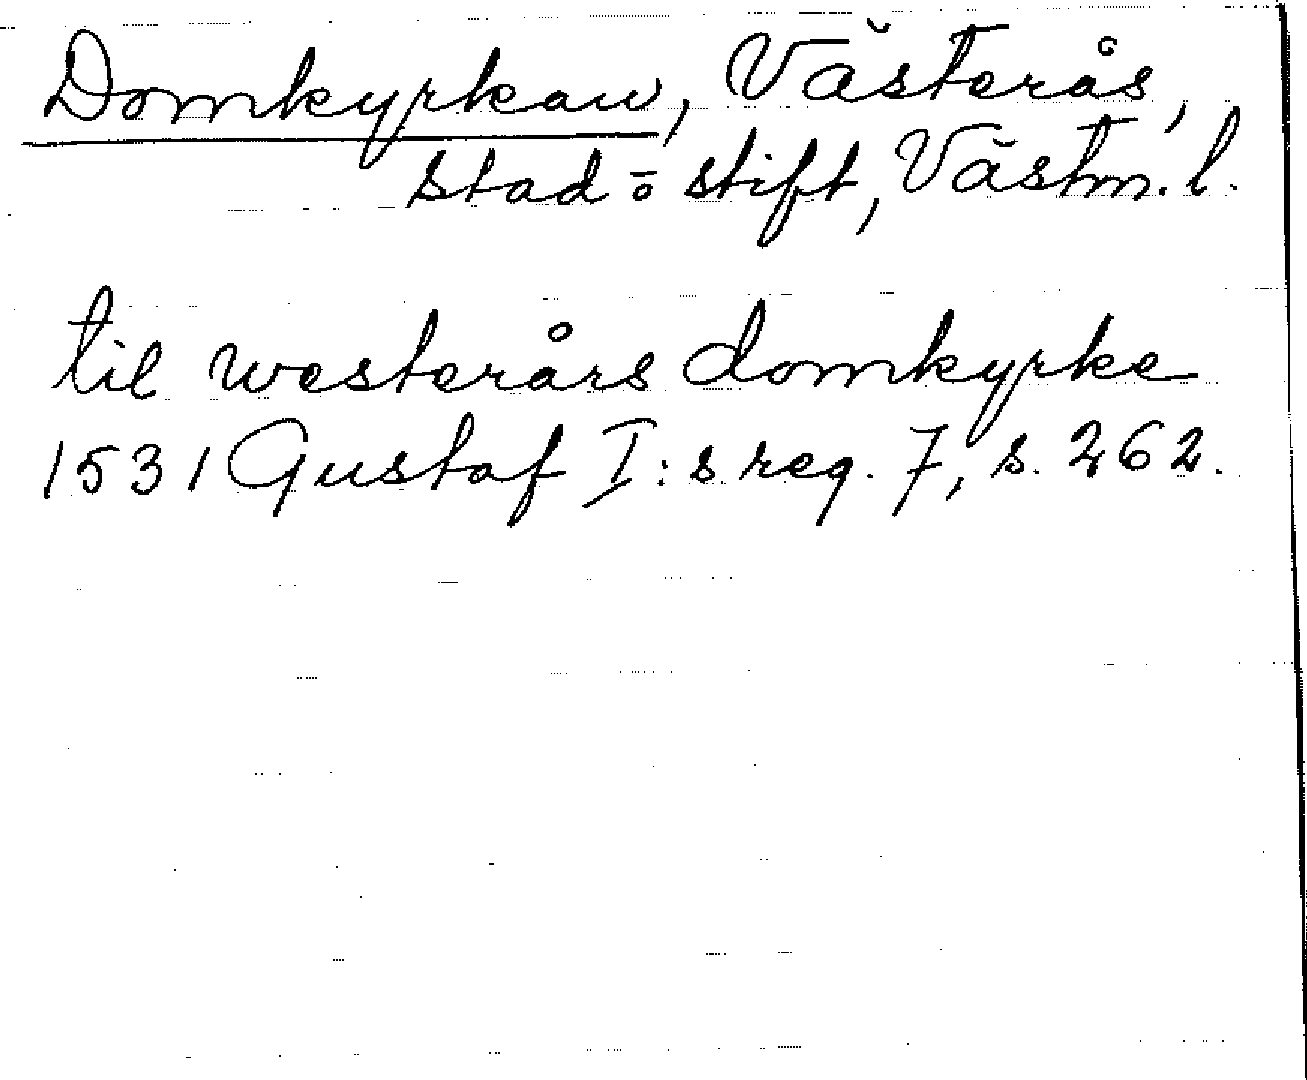 Domkyrkan, Västerås,
stad o stift, Västm. l.
til westerårs domkyrke
1531 Gustaf I:s reg. 7, s. 262.